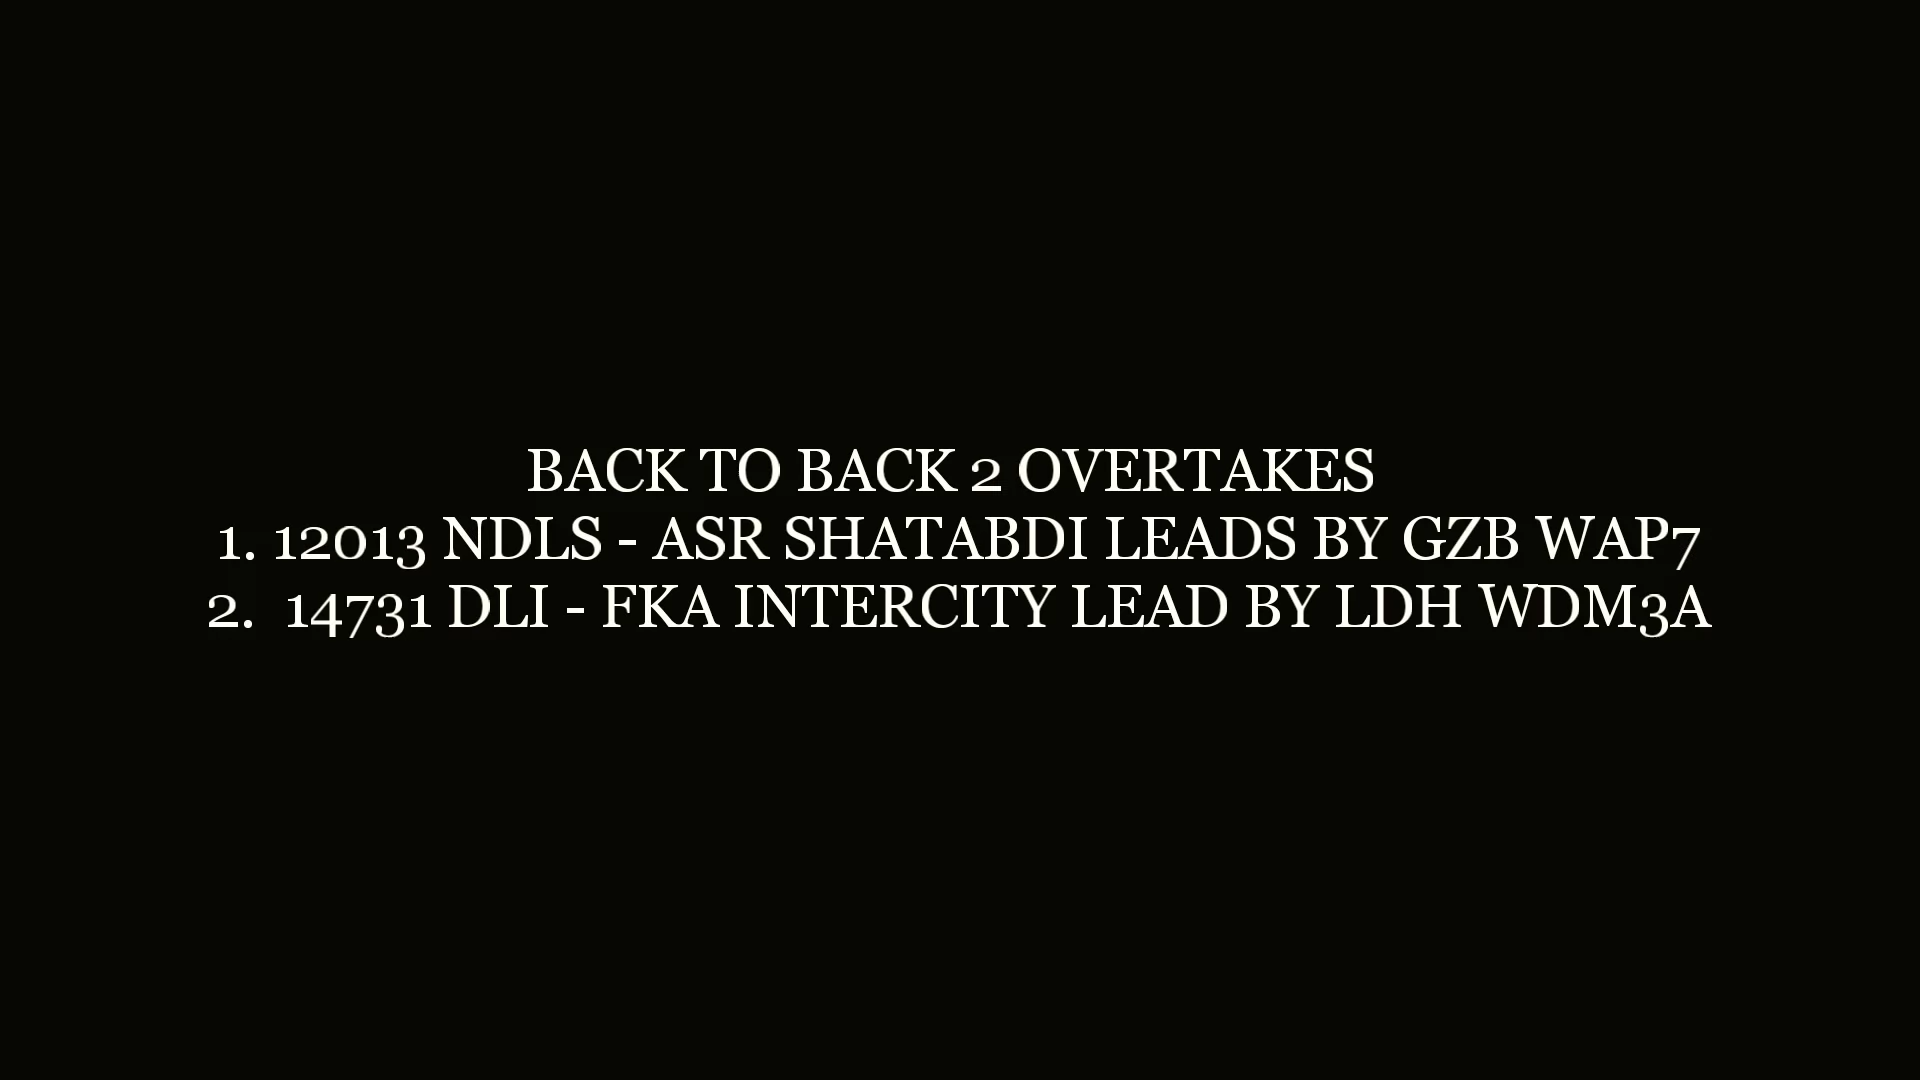 BACK TO BACK 2 OVERTAKES
1. 12013 NDLS - ASR SHATABDI LEADS BY GZB WAP7
2. 14731 DLI - FKA INTERCITY LEAD BY LDH WDM3A